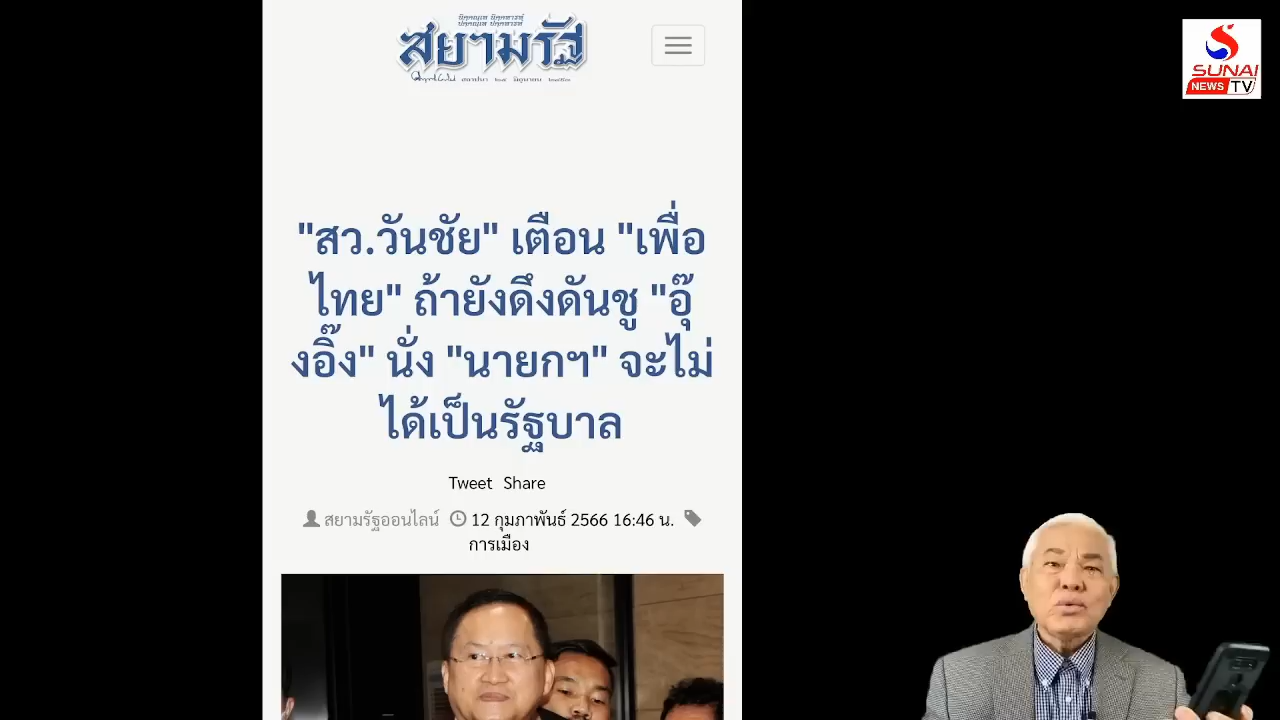 สยามรัฐ
SUNAI
NEWS TV
"สว.วันชัย" เตือน "เพื่อ
ไทย" ถ้ายังดึงดันชู "อุ๊
งอิ๊ง" นั่ง "นายกฯ" จะไม่
ได้เป็นรัฐบาล
Tweet Share
สยามรัฐออนไลน์ 12 กุมภาพันธ์ 2566 16:46 น.
การเมือง